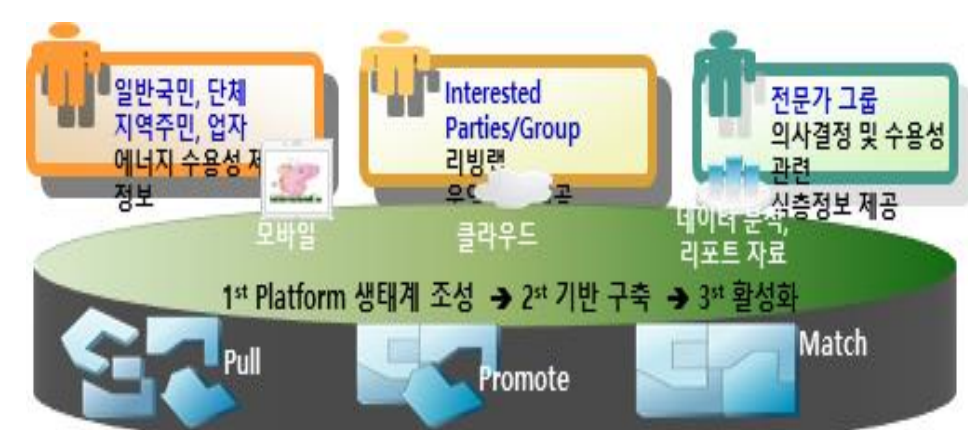 일반국민, 단체
지역주민, 업자
에너지 수용성
정보
Interested
Parties/Group
리빙랩
전문가 그룹
의사결정 및 수용성
관련
심층정보 제공
모바일
클라우드
데이터 분석,
리포트 자료
1st Platform 생태계 조성 → 2st 기반 구축 → 3st 활성화
Pull
Promote
Match